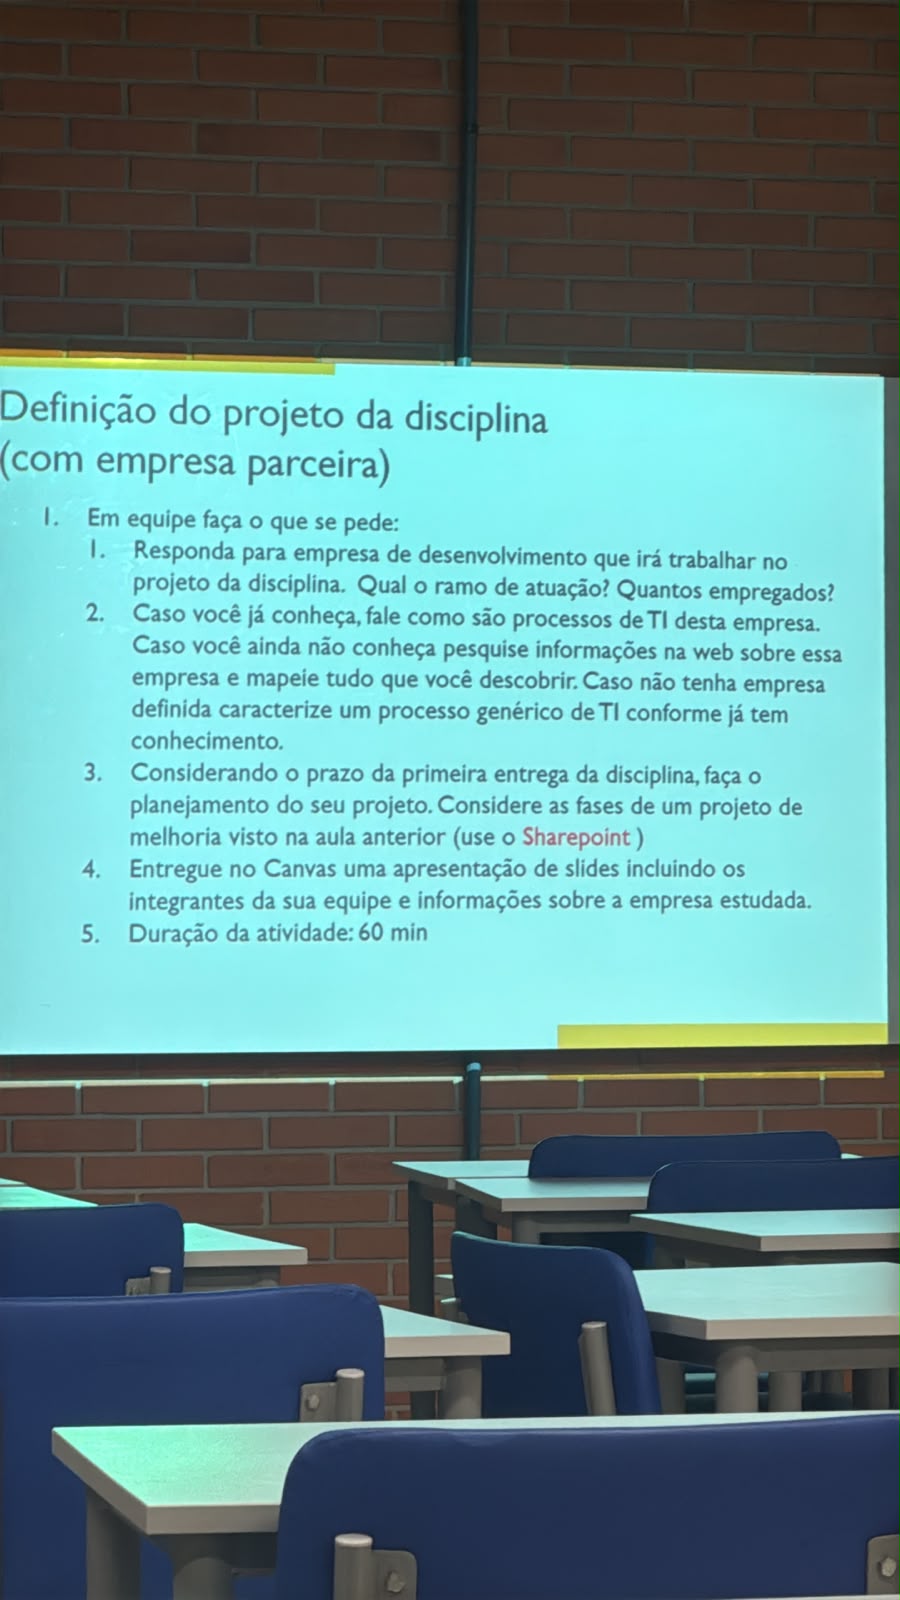 Definição do projeto da disciplina
(com empresa parceira)
1. Em equipe faça o que se pede:
1. Responda para empresa de desenvolvimento que irá trabalhar no
projeto da disciplina. Qual o ramo de atuação? Quantos empregados?
2. Caso você já conheça, fale como são processos de TI desta empresa.
Caso você ainda não conheça pesquise informações na web sobre essa
empresa e mapeie tudo que você descobrir. Caso não tenha empresa
definida caracterize um processo genérico de TI conforme já tem
conhecimento.
3. Considerando o prazo da primeira entrega da disciplina, faça o
planejamento do seu projeto. Considere as fases de um projeto de
melhoria visto na aula anterior (use o Sharepoint )
4. Entregue no Canvas uma apresentação de slides incluindo os
integrantes da sua equipe e informações sobre a empresa estudada.
5. Duração da atividade: 60 min